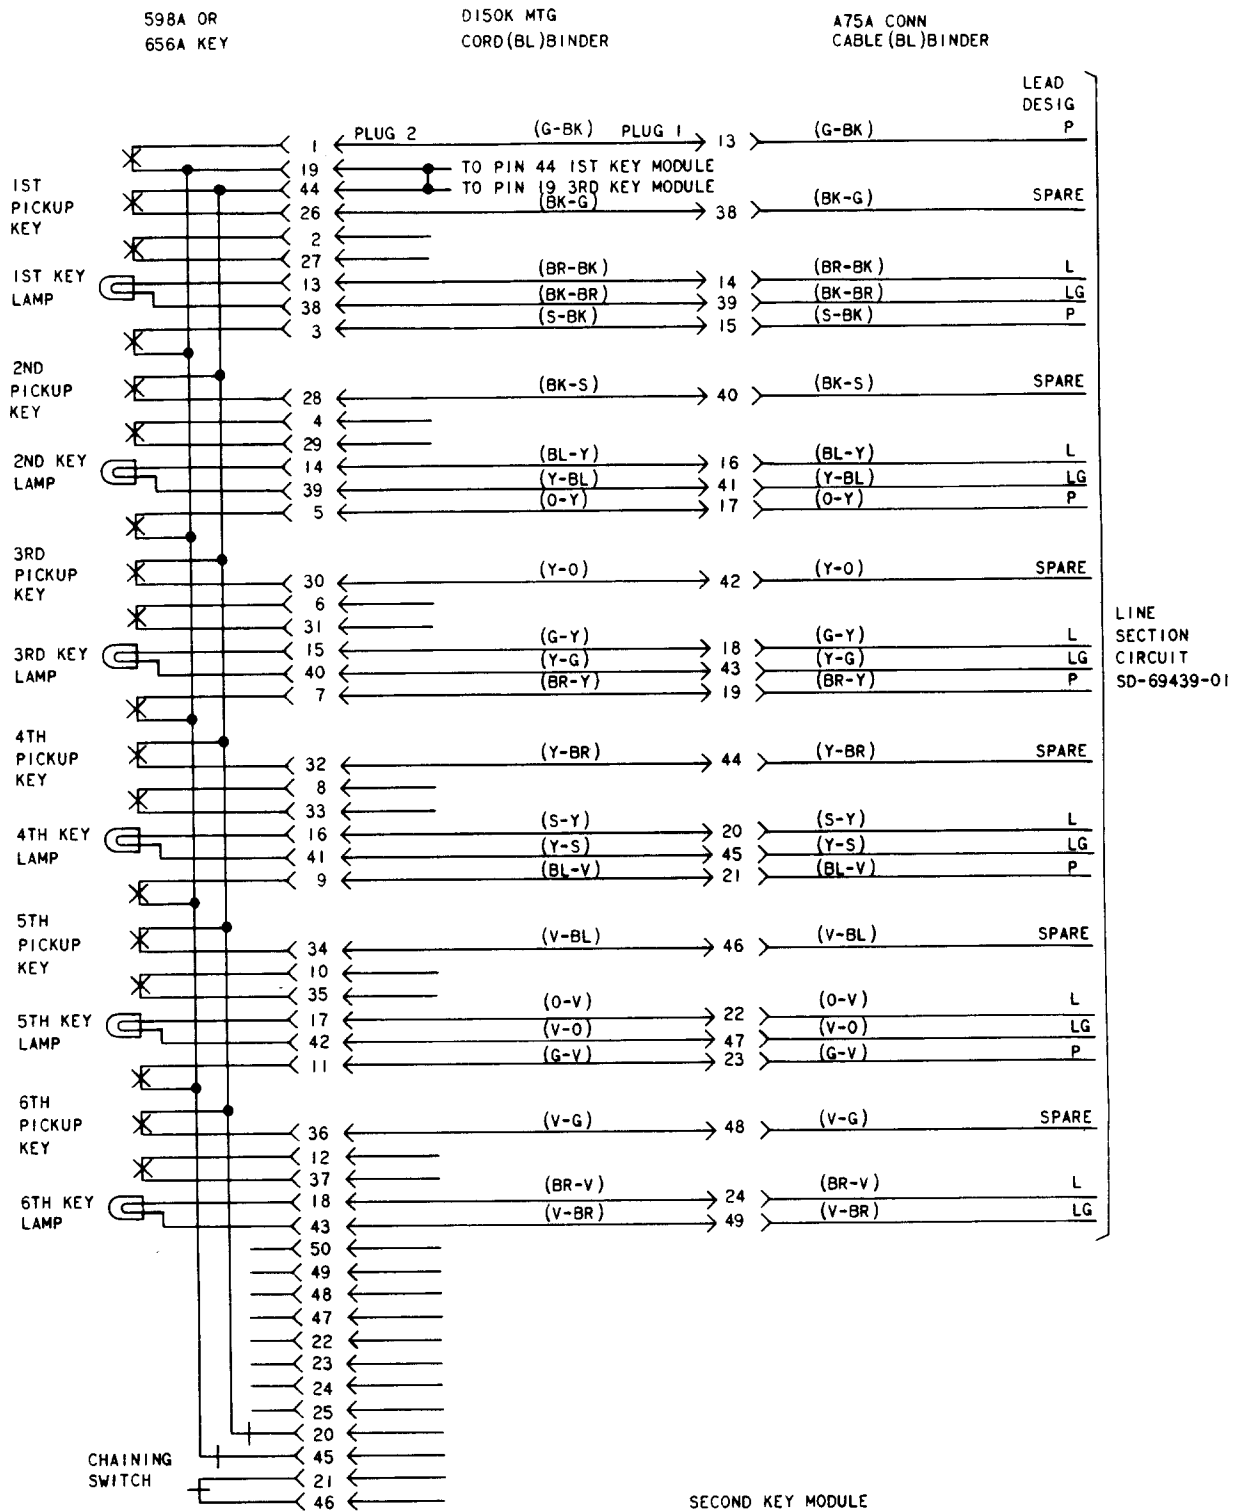 598A OR
656A KEY
D150K MTG
CORD(BL)BINDER
A75A CONN
CABLE(BL)BINDER
LEAD
DESIG
1 PLUG 2 (G-BK) PLUG 1 13 (G-BK) P
19 TO PIN 44 1ST KEY MODULE
44 TO PIN 19 3RD KEY MODULE
1ST
PICKUP
KEY
26 (BK-G) 38 (BK-G) SPARE
2
27
1ST KEY
LAMP
13 (BR-BK) 14 (BR-BK) L
38 (BK-BR) 39 (BK-BR) LG
3 (S-BK) 15 (S-BK) P
2ND
PICKUP
KEY
28 (BK-S) 40 (BK-S) SPARE
4
29
2ND KEY
LAMP
14 (BL-Y) 16 (BL-Y) L
39 (Y-BL) 41 (Y-BL) LG
5 (O-Y) 17 (O-Y) P
3RD
PICKUP
KEY
30 (Y-O) 42 (Y-O) SPARE
6
31
3RD KEY
LAMP
15 (G-Y) 18 (G-Y) L
40 (Y-G) 43 (Y-G) LG
7 (BR-Y) 19 (BR-Y) P
LINE
SECTION
CIRCUIT
SD-69439-01
4TH
PICKUP
KEY
32 (Y-BR) 44 (Y-BR) SPARE
8
33
4TH KEY
LAMP
16 (S-Y) 20 (S-Y) L
41 (Y-S) 45 (Y-S) LG
9 (BL-V) 21 (BL-V) P
5TH
PICKUP
KEY
34 (V-BL) 46 (V-BL) SPARE
10
35
5TH KEY
LAMP
17 (O-V) 22 (O-V) L
42 (V-O) 47 (V-O) LG
11 (G-V) 23 (G-V) P
6TH
PICKUP
KEY
36 (V-G) 48 (V-G) SPARE
12
37
6TH KEY
LAMP
18 (BR-V) 24 (BR-V) L
43 (V-BR) 49 (V-BR) LG
50
49
48
47
22
23
24
25
20
45
CHAINING
SWITCH
21
46
SECOND KEY MODULE